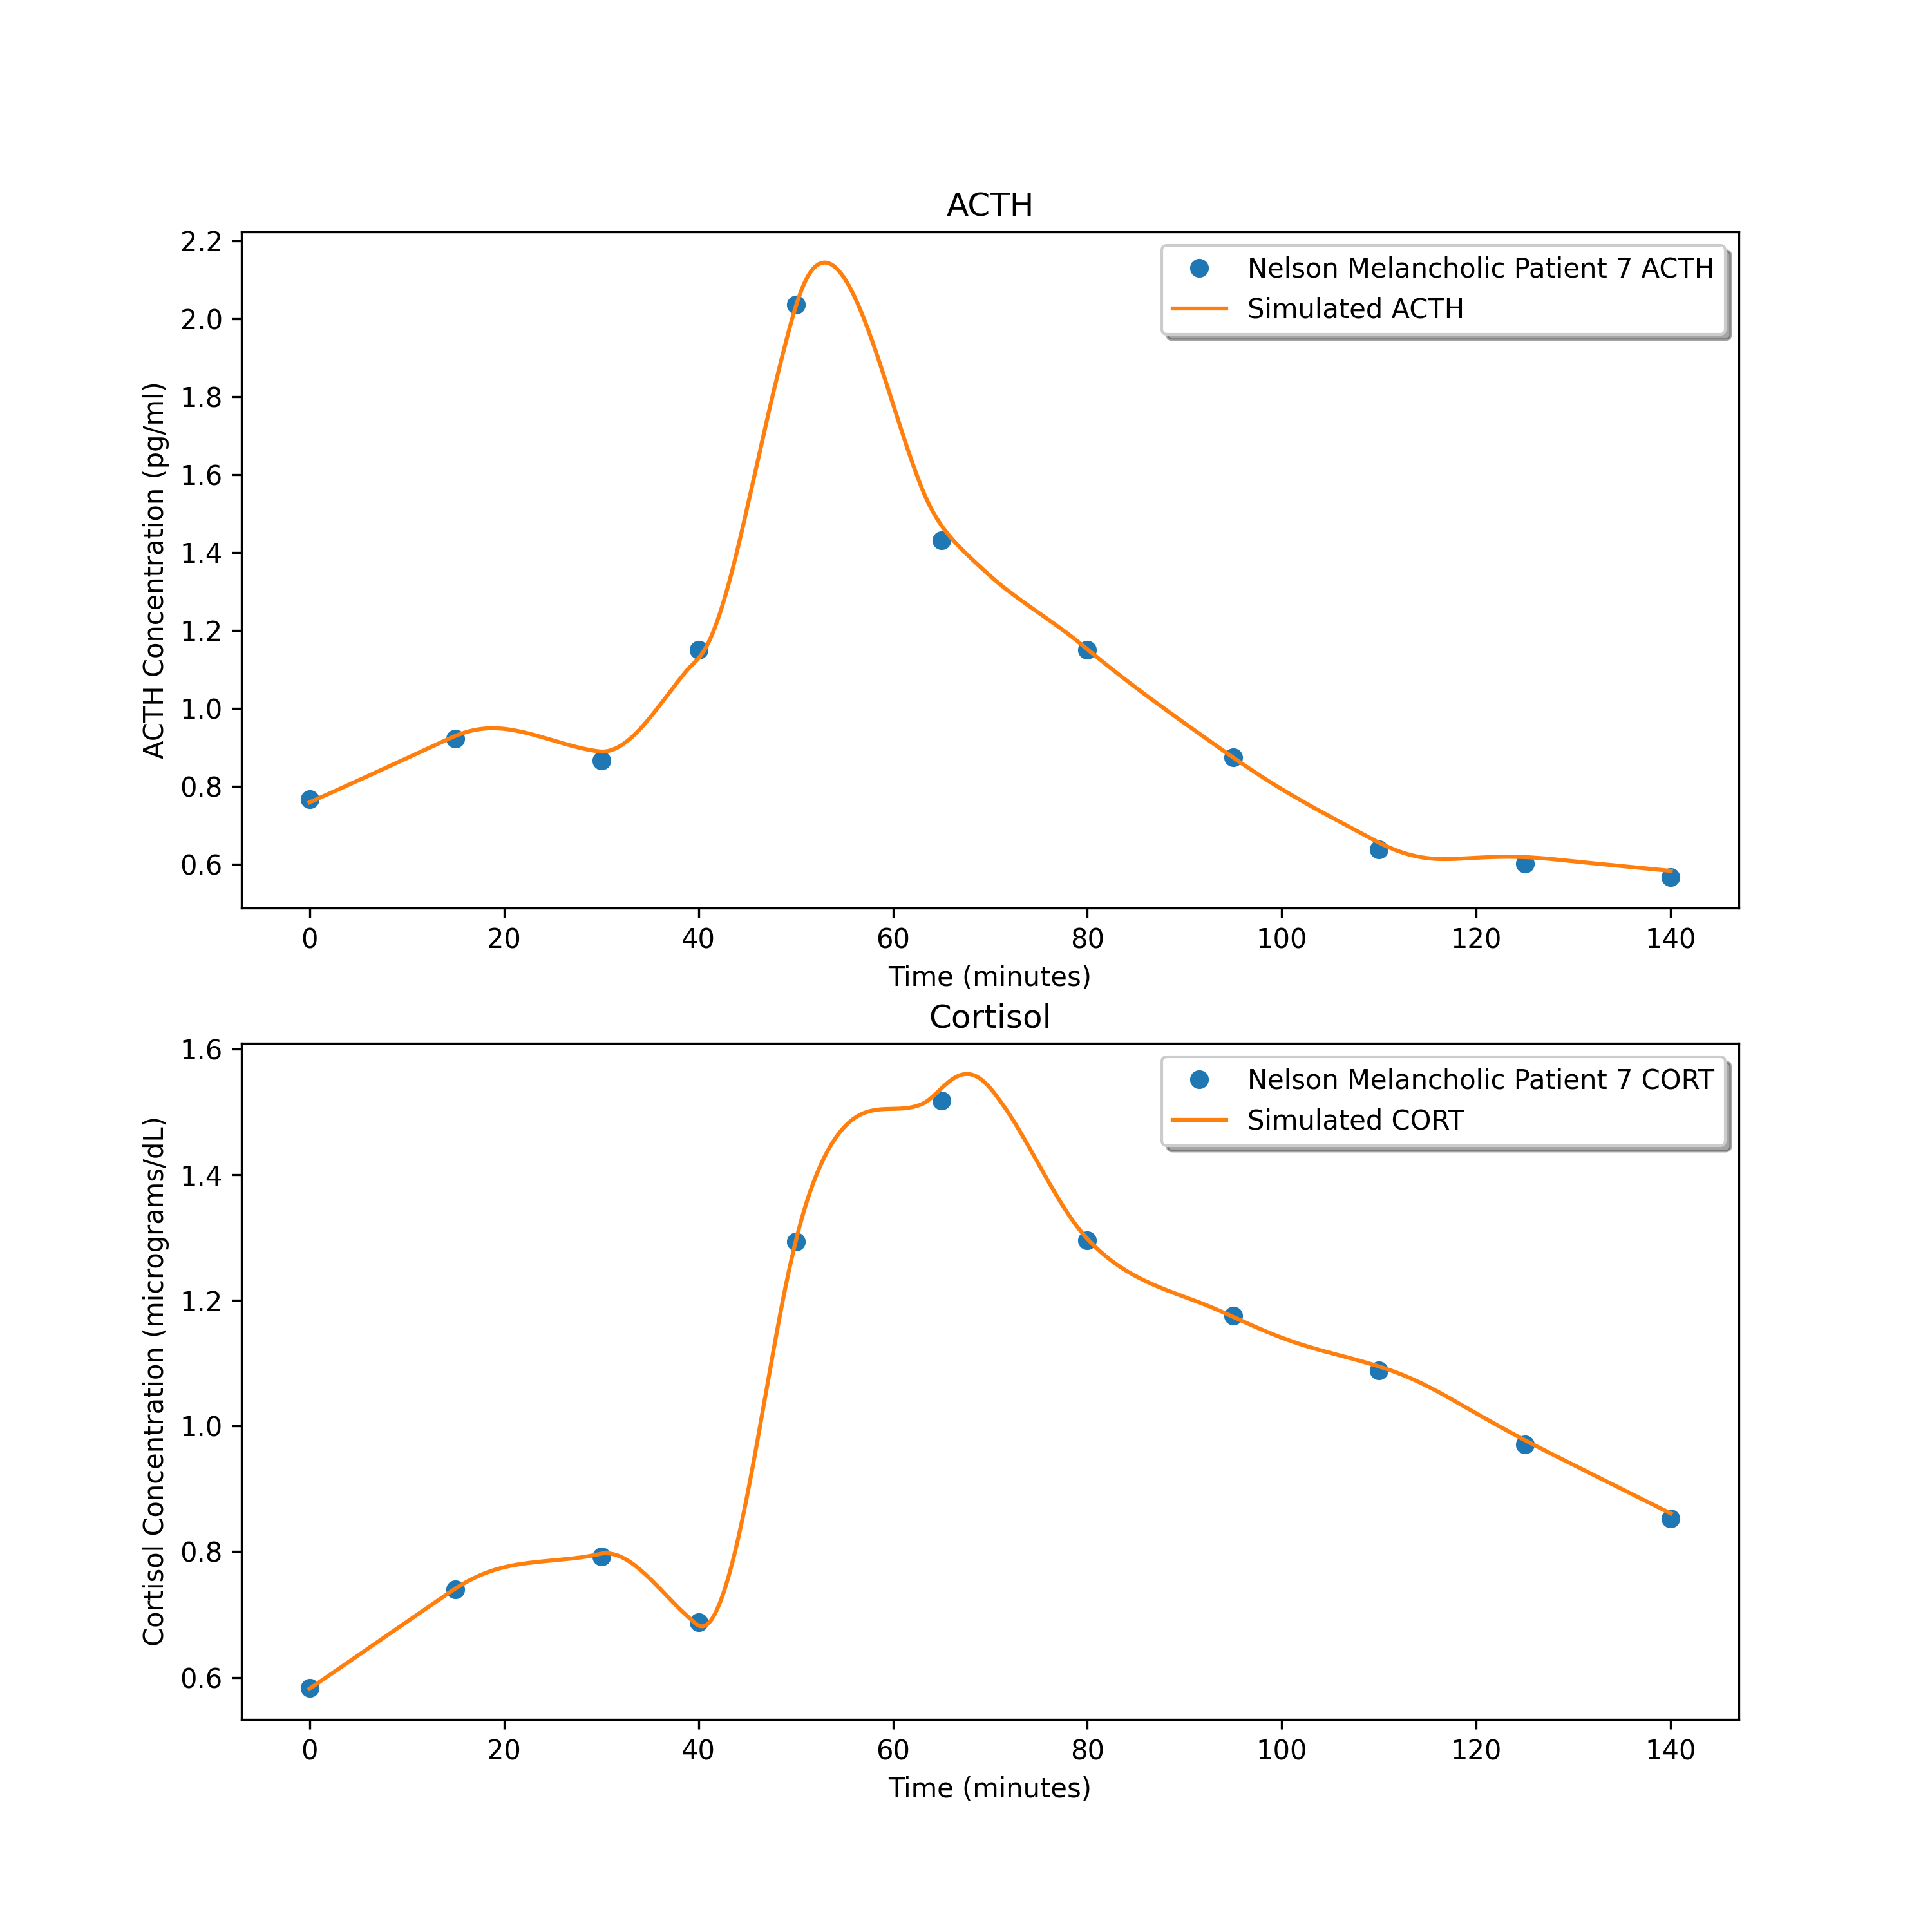 ACTH
ACTH Concentration (pg/ml)
2.2
2.0
1.8
1.6
1.4
1.2
1.0
0.8
0.6
Nelson Melancholic Patient 7 ACTH
Simulated ACTH
0 20 40 60 80 100 120 140
Time (minutes)
Cortisol
Cortisol Concentration (micrograms/dL)
1.6
1.4
1.2
1.0
0.8
0.6
Nelson Melancholic Patient 7 CORT
Simulated CORT
0 20 40 60 80 100 120 140
Time (minutes)